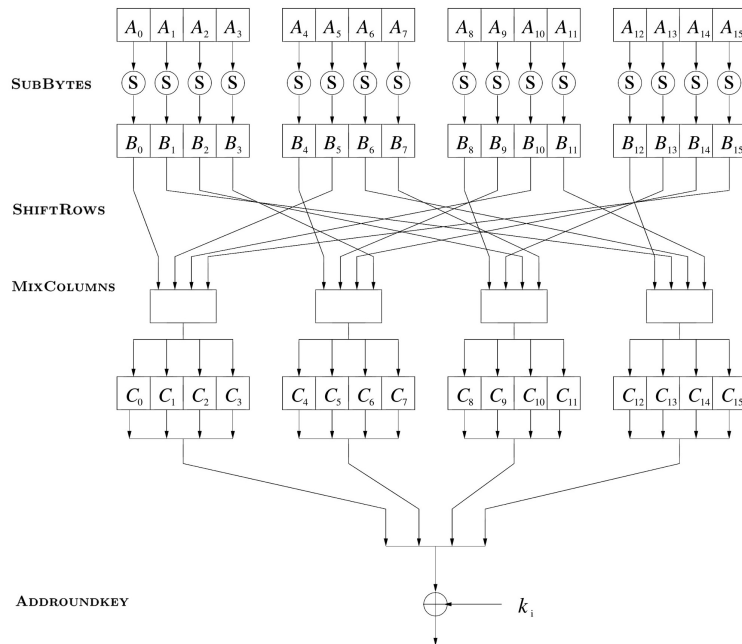 A0 A1 A2 A3 A4 A5 A6 A7 A8 A9 A10 A11 A12 A13 A14 A15
SUBBYTES S S S S S S S S S S S S S S S S
B0 B1 B2 B3 B4 B5 B6 B7 B8 B9 B10 B11 B12 B13 B14 B15
SHIFTROWS
MIXCOLUMNS
C0 C1 C2 C3 C4 C5 C6 C7 C8 C9 C10 C11 C12 C13 C14 C15
ADDROUNDKEY ki